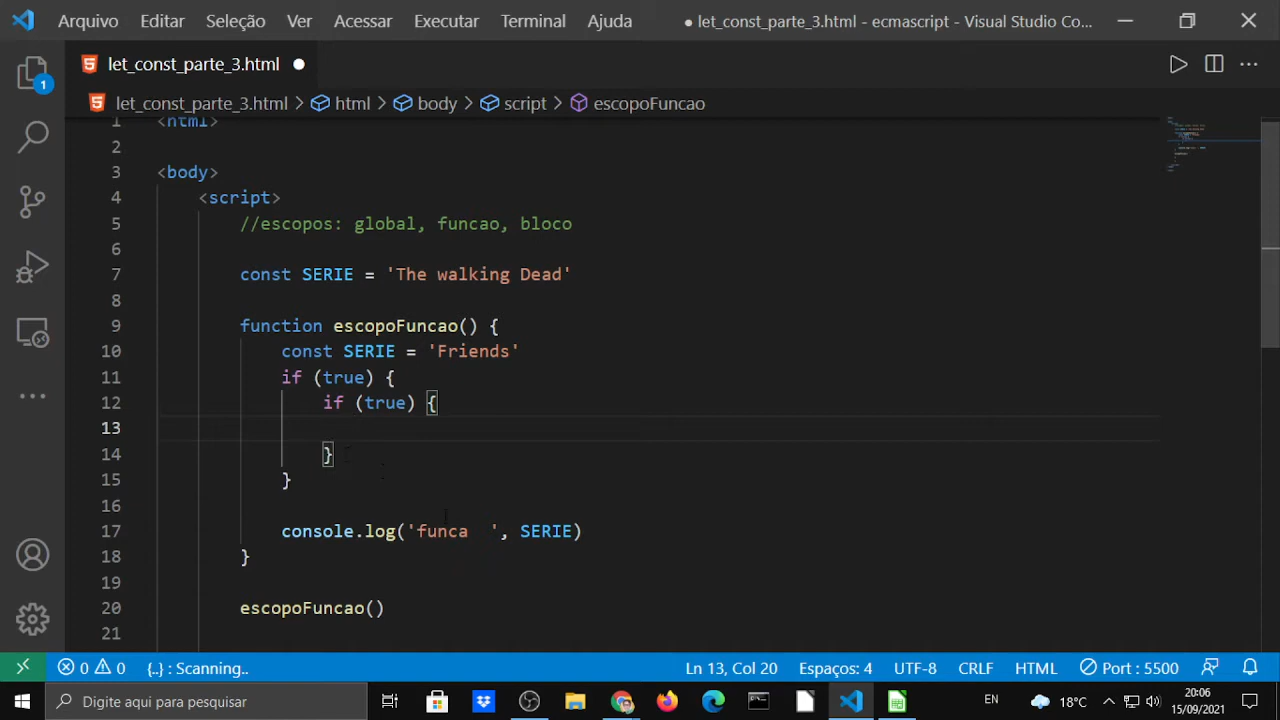 Arquivo Editar Seleção Ver Acessar Executar Terminal Ajuda ● let_const_parte_3.html - ecmascript - Visual Studio Co...
let_const_parte_3.html ●
1
let_const_parte_3.html > html > body > script > escopoFuncao
1 <html>
2
3 <body>
4 <script>
5 //escopos: global, funcao, bloco
6
7 const SERIE = 'The walking Dead'
8
9 function escopoFuncao() {
10 const SERIE = 'Friends'
11 if (true) {
12 if (true) {
13
14 }
15 }
16
17 console.log('funca  ', SERIE)
18 }
19
20 escopoFuncao()
21
0 0 {..} : Scanning.. Ln 13, Col 20 Espaços: 4 UTF-8 CRLF HTML Port : 5500
Digite aqui para pesquisar EN 18°C 20:06
15/09/2021